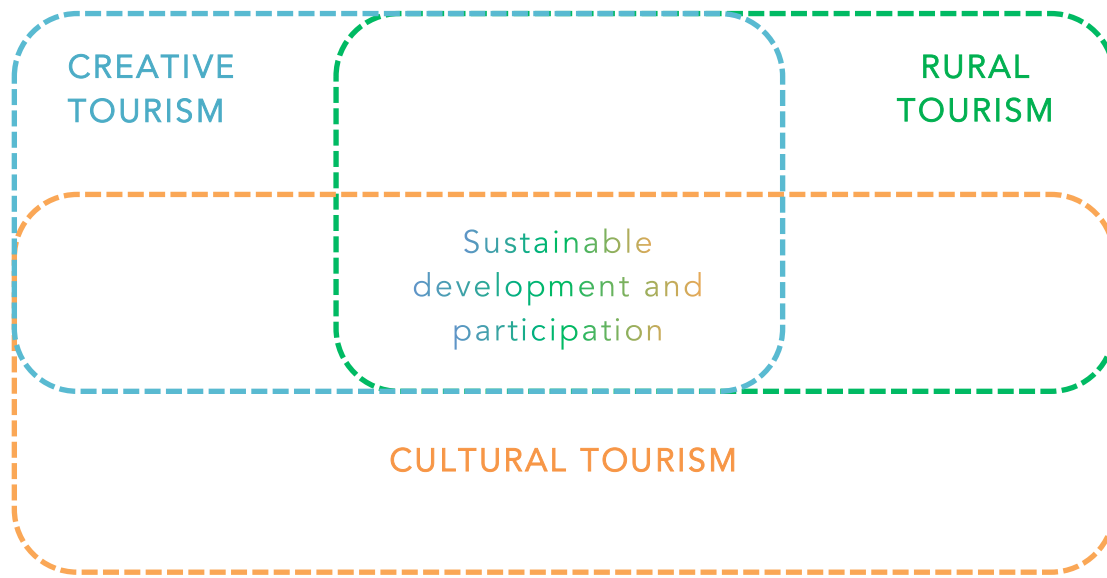 CREATIVE
TOURISM
RURAL
TOURISM
Sustainable
development and
participation
CULTURAL TOURISM